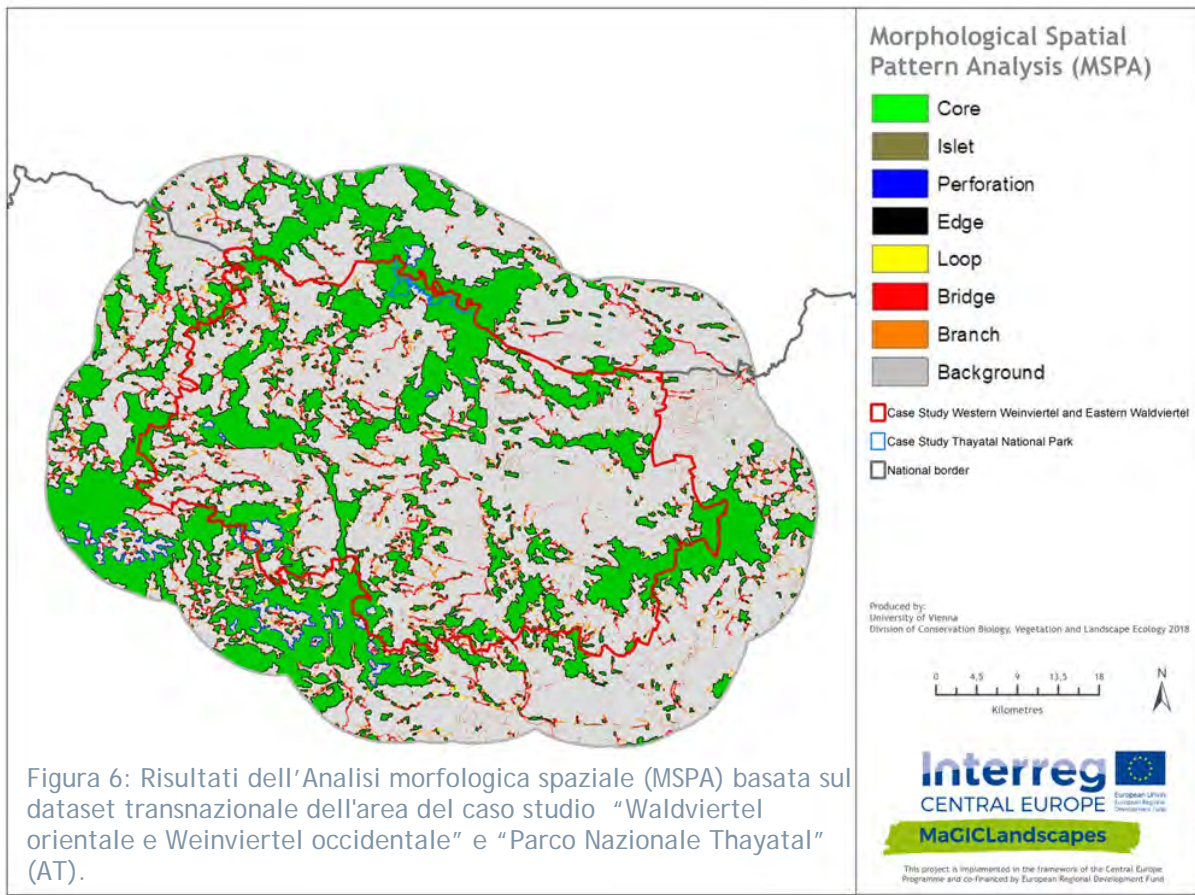 Morphological Spatial
Pattern Analysis (MSPA)
Core
Islet
Perforation
Edge
Loop
Bridge
Branch
Background
Case Study Western Weinviertel and Eastern Waldviertel
Case Study Thayatal National Park
National border
Produced by:
University of Vienna
Division of Conservation Biology, Vegetation and Landscape Ecology 2018
0 4,5 9 13,5 18
Kilometres
N
Interreg
CENTRAL EUROPE
European Union
European Regional
Development Fund
MaGICLandscapes
This project is implemented in the framework of the Central Europe
Programme and co-financed by European Regional Development Fund
Figura 6: Risultati dell'Analisi morfologica spaziale (MSPA) basata sul
dataset transnazionale dell'area del caso studio “Waldviertel
orientale e Weinviertel occidentale” e “Parco Nazionale Thayatal”
(AT).